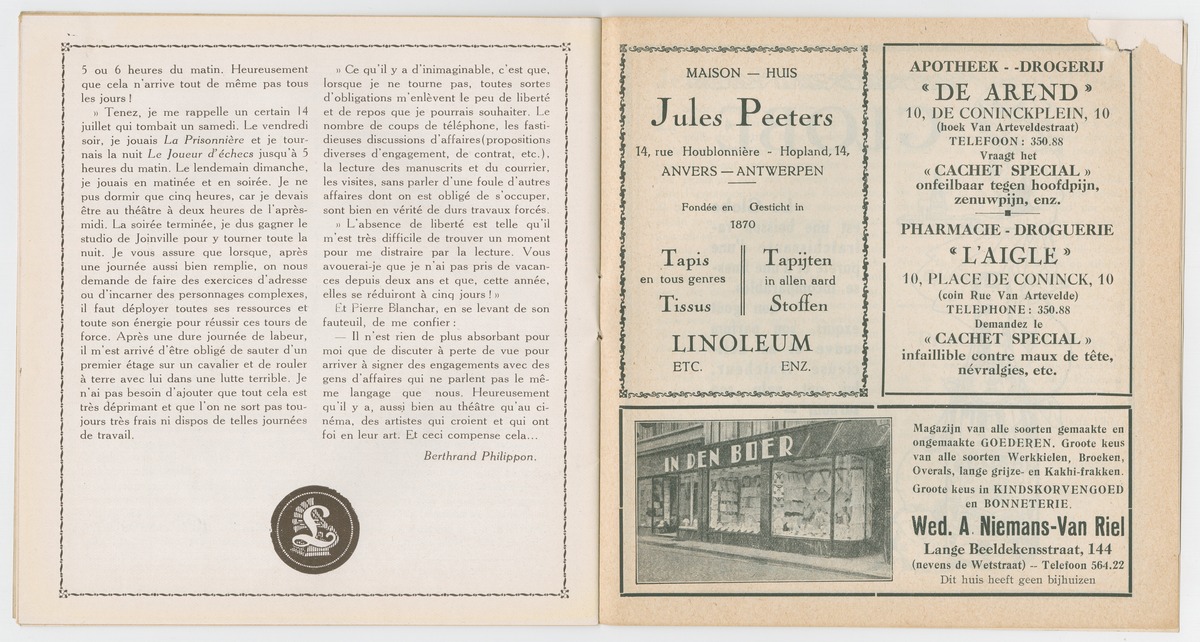 5 ou 6 heures du matin. Heureusement
que cela n'arrive tout de même pas tous
les jours !
» Tenez, je me rappelle un certain 14
juillet qui tombait un samedi. Le vendredi
soir, je jouais La Prisonnière et je tour-
nais la nuit Le Joueur d'échecs jusqu'à 5
heures du matin. Le lendemain dimanche,
je jouais en matinée et en soirée. Je ne
pus dormir que cinq heures, car je devais
être au théâtre à deux heures de l'après-
midi. La soirée terminée, je dus gagner le
studio de Joinville pour y tourner toute la
nuit. Je vous assure que lorsque, après
une journée aussi bien remplie, on nous
demande de faire des exercices d'adresse
ou d'incarner des personnages complexes,
il faut déployer toutes ses ressources et
toute son énergie pour réussir ces tours de
force. Après une dure journée de labeur,
il m'est arrivé d'être obligé de sauter d'un
premier étage sur un cavalier et de rouler
à terre avec lui dans une lutte terrible. Je
n'ai pas besoin d'ajouter que tout cela est
très déprimant et que l'on ne sort pas tou-
jours très frais ni dispos de telles journées
de travail.
» Ce qu'il y a d'inimaginable, c'est que,
lorsque je ne tourne pas, toutes sortes
d'obligations m'enlèvent le peu de liberté
et de repos que je pourrais souhaiter. Le
nombre de coups de téléphone, les fasti-
dieuses discussions d'affaires (propositions
diverses d'engagement, de contrat, etc.),
la lecture des manuscrits et du courrier,
les visites, sans parler d'une foule d'autres
affaires dont on est obligé de s'occuper,
sont bien en vérité de durs travaux forcés.
» L'absence de liberté est telle qu'il
m'est très difficile de trouver un moment
pour me distraire par la lecture. Vous
avouerai-je que je n'ai pas pris de vacan-
ces depuis deux ans et que, cette année,
elles se réduiront à cinq jours ! »
Et Pierre Blanchar, en se levant de son
fauteuil, de me confier :
— Il n'est rien de plus absorbant pour
moi que de discuter à perte de vue pour
arriver à signer des engagements avec des
gens d'affaires qui ne parlent pas le mê-
me langage que nous. Heureusement
qu'il y a, aussi bien au théâtre qu'au ci-
néma, des artistes qui croient et qui ont
foi en leur art. Et ceci compense cela...
Berthrand Philippon.
L
MAISON — HUIS
Jules Peeters
14, rue Houblonnière - Hopland, 14,
ANVERS — ANTWERPEN
Fondée en Gesticht in
1870
Tapis
en tous genres
Tissus
Tapijten
in allen aard
Stoffen
LINOLEUM
ETC. ENZ.
APOTHEEK - -DROGERIJ
« DE AREND »
10, DE CONINCKPLEIN, 10
(hoek Van Arteveldestraat)
TELEFOON : 350.88
Vraagt het
« CACHET SPECIAL »
onfeilbaar tegen hoofdpijn,
zenuwpijn, enz.
PHARMACIE - DROGUERIE
« L'AIGLE »
10, PLACE DE CONINCK, 10
(coin Rue Van Artevelde)
TELEPHONE : 350.88
Demandez le
« CACHET SPECIAL »
infaillible contre maux de tête,
névralgies, etc.
IN DEN BOER
Magazijn van alle soorten gemaakte en
ongemaakte GOEDEREN. Groote keus
van alle soorten Werkkielen, Broeken,
Overals, lange grijze- en Kakhi-frakken.
Groote keus in KINDSKORVENGOED
en BONNETERIE.
Wed. A. Niemans-Van Riel
Lange Beeldekensstraat, 144
(nevens de Wetstraat) — Telefoon 564.22
Dit huis heeft geen bijhuizen